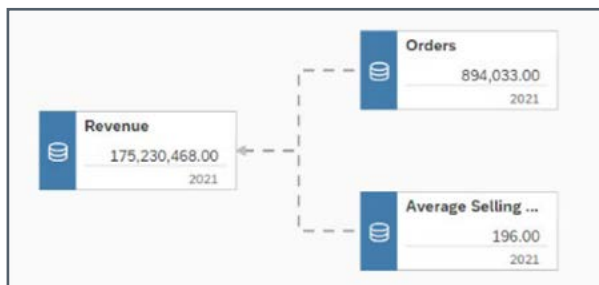 Orders
894,033.00
2021
Revenue
175,230,468.00
2021
Average Selling ...
196.00
2021